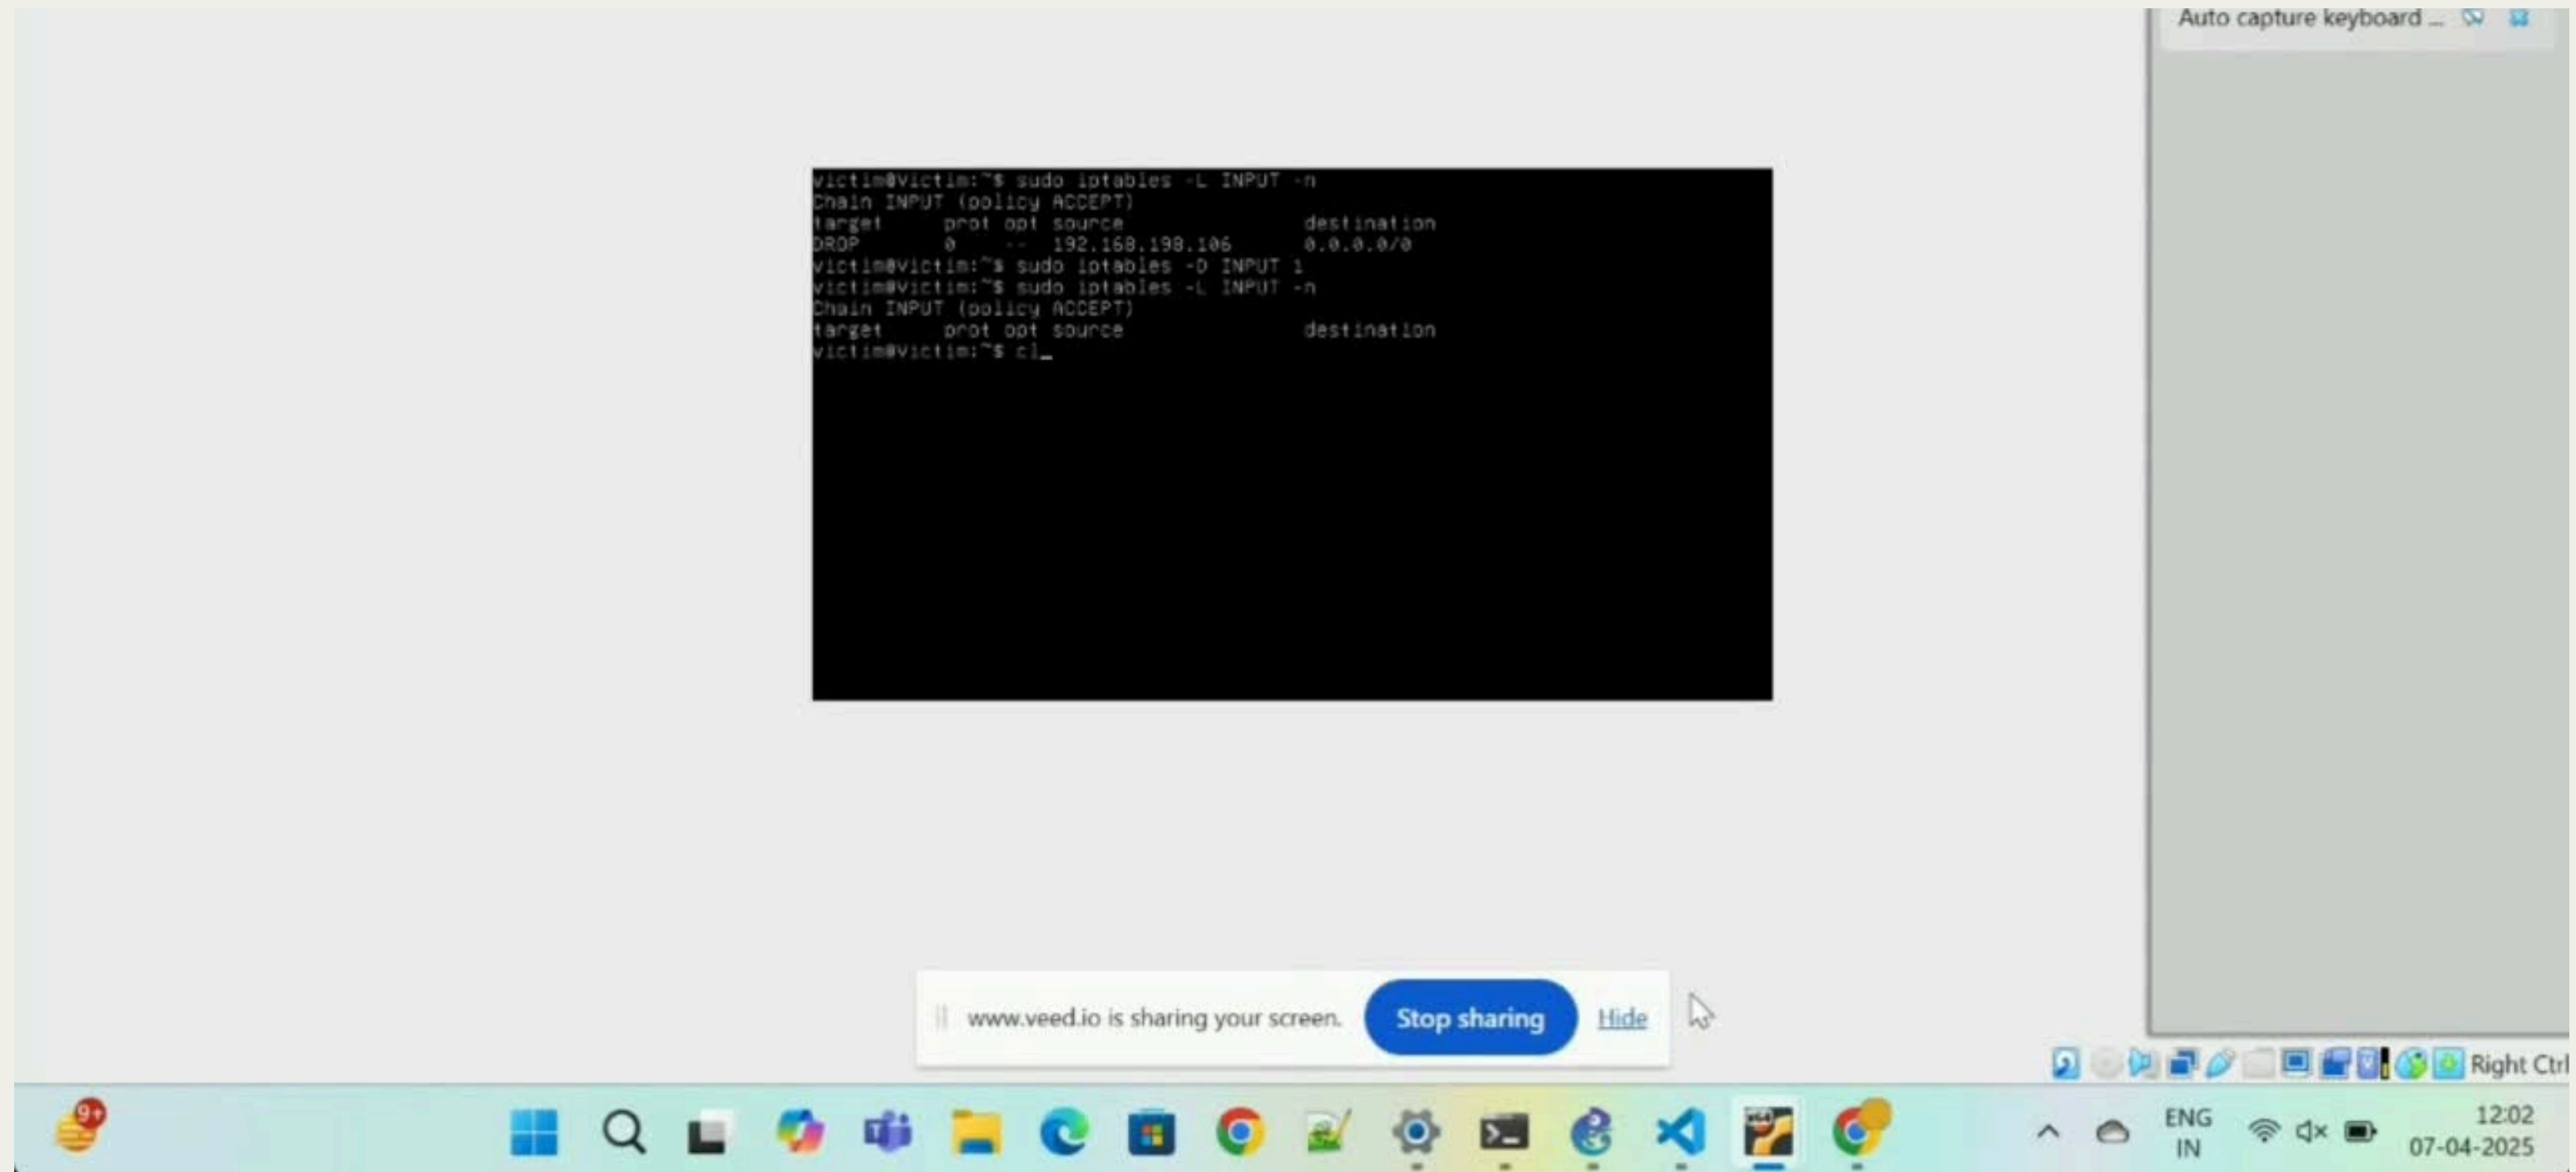 Auto capture keyboard ...
victim@Victim:~$ sudo iptables -L INPUT -n
Chain INPUT (policy ACCEPT)
target prot opt source destination
DROP 0 -- 192.168.198.106 0.0.0.0/0
victim@Victim:~$ sudo iptables -D INPUT 1
victim@Victim:~$ sudo iptables -L INPUT -n
Chain INPUT (policy ACCEPT)
target prot opt source destination
victim@Victim:~$ cl_
www.veed.io is sharing your screen. Stop sharing Hide
Right Ctrl
9+
ENG
IN
12:02
07-04-2025